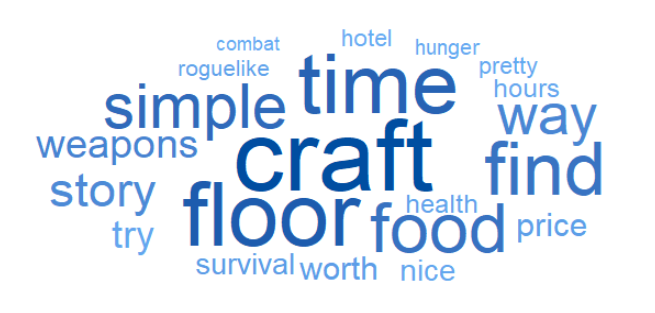 combat hotel hunger
roguelike time pretty
simple hours
weapons craft way
story find
floor health
try food price
survival worth nice